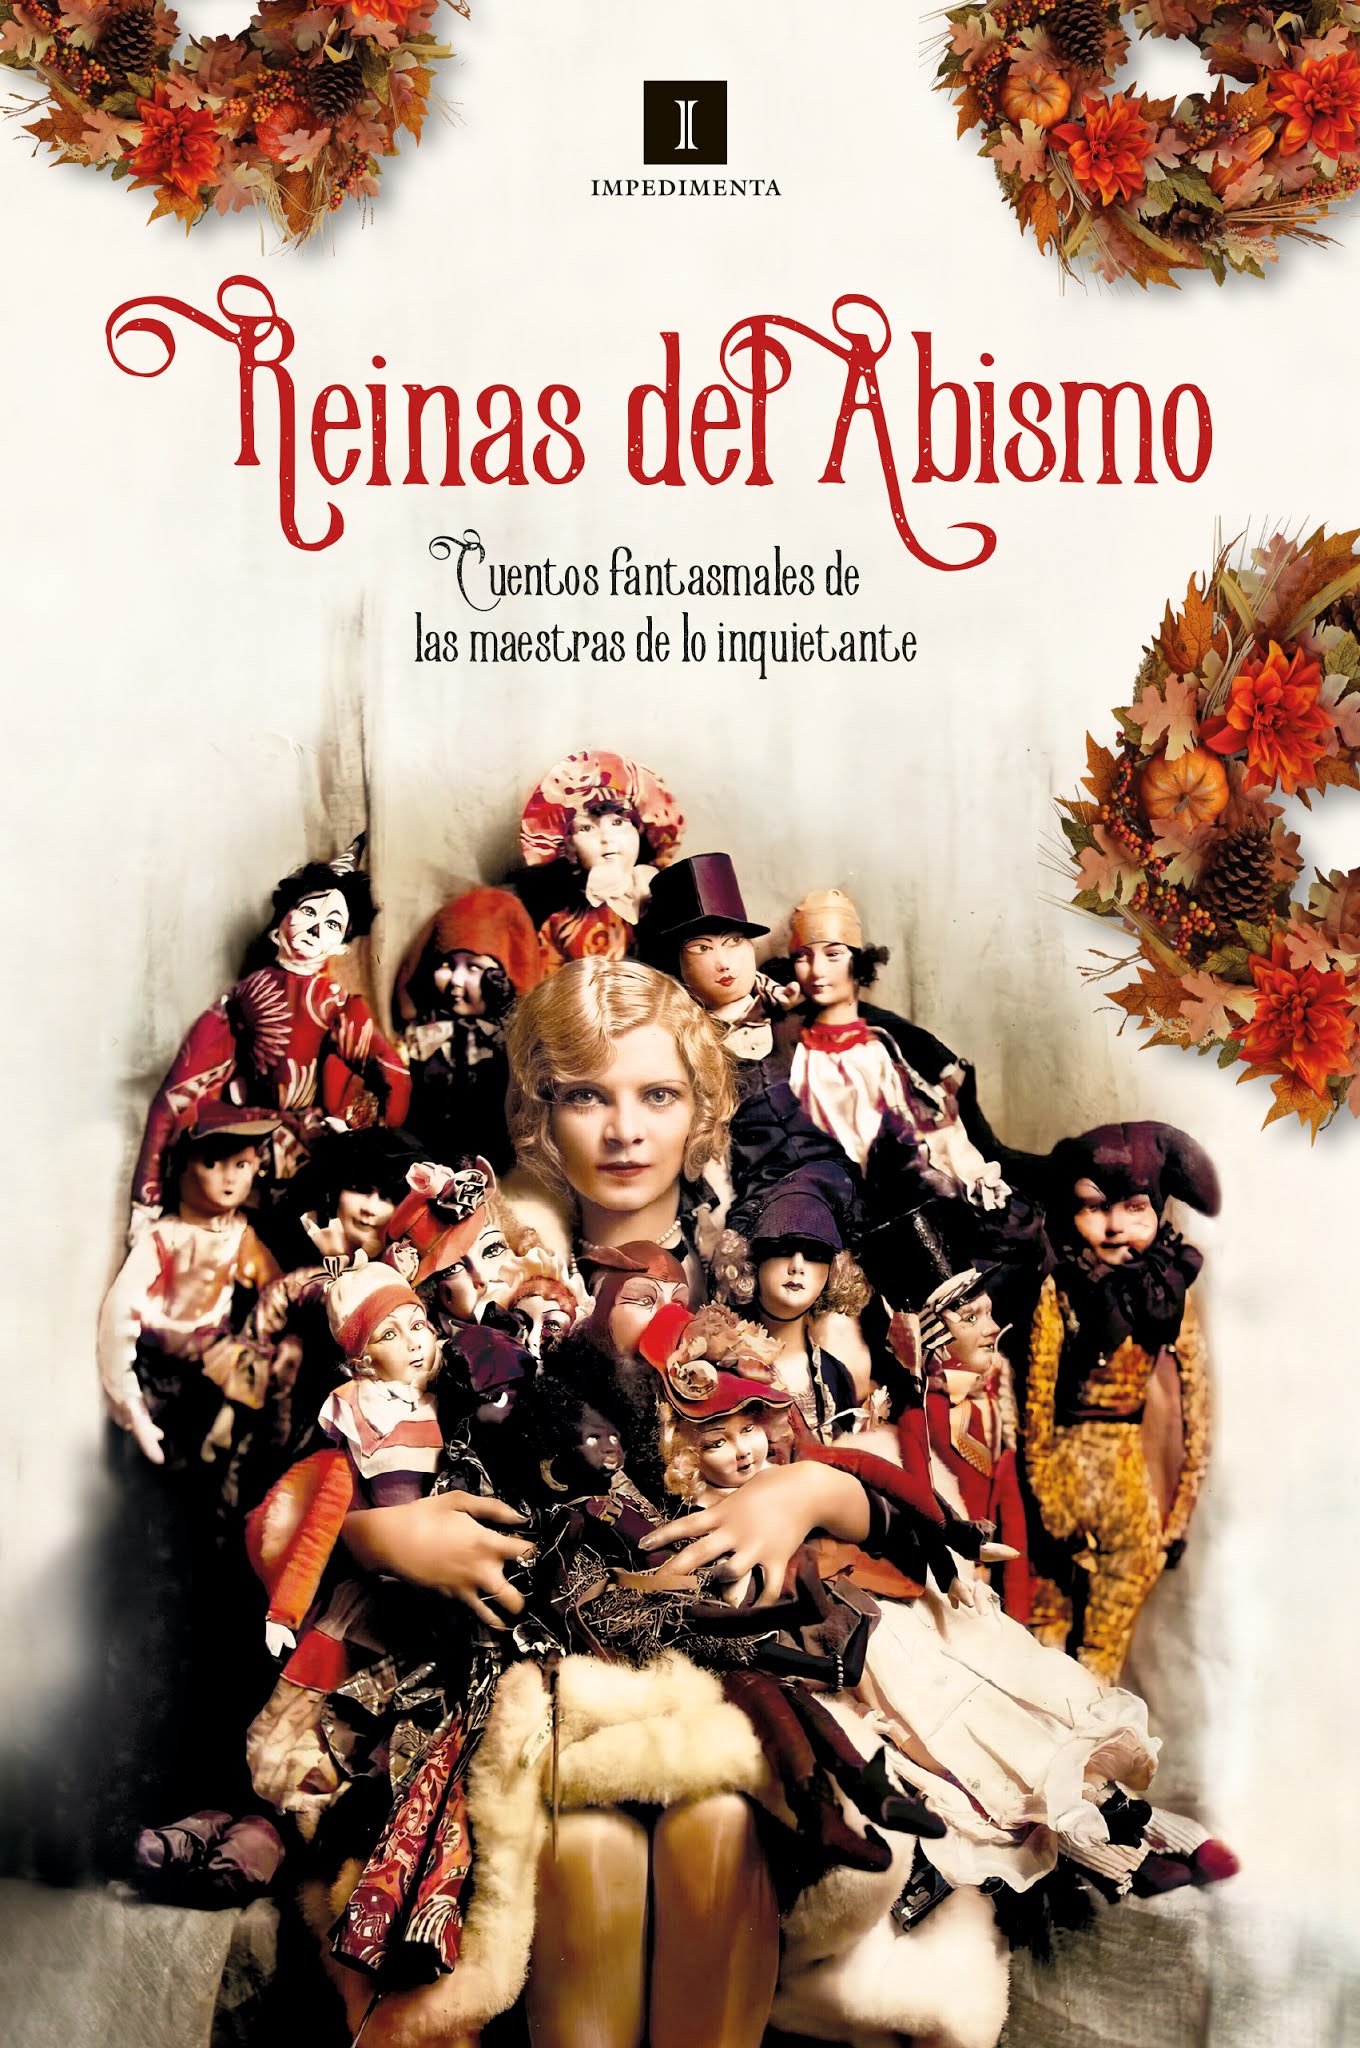 I
IMPEDIMENTA
Reinas del Abismo
Cuentos fantasmales de
las maestras de lo inquietante